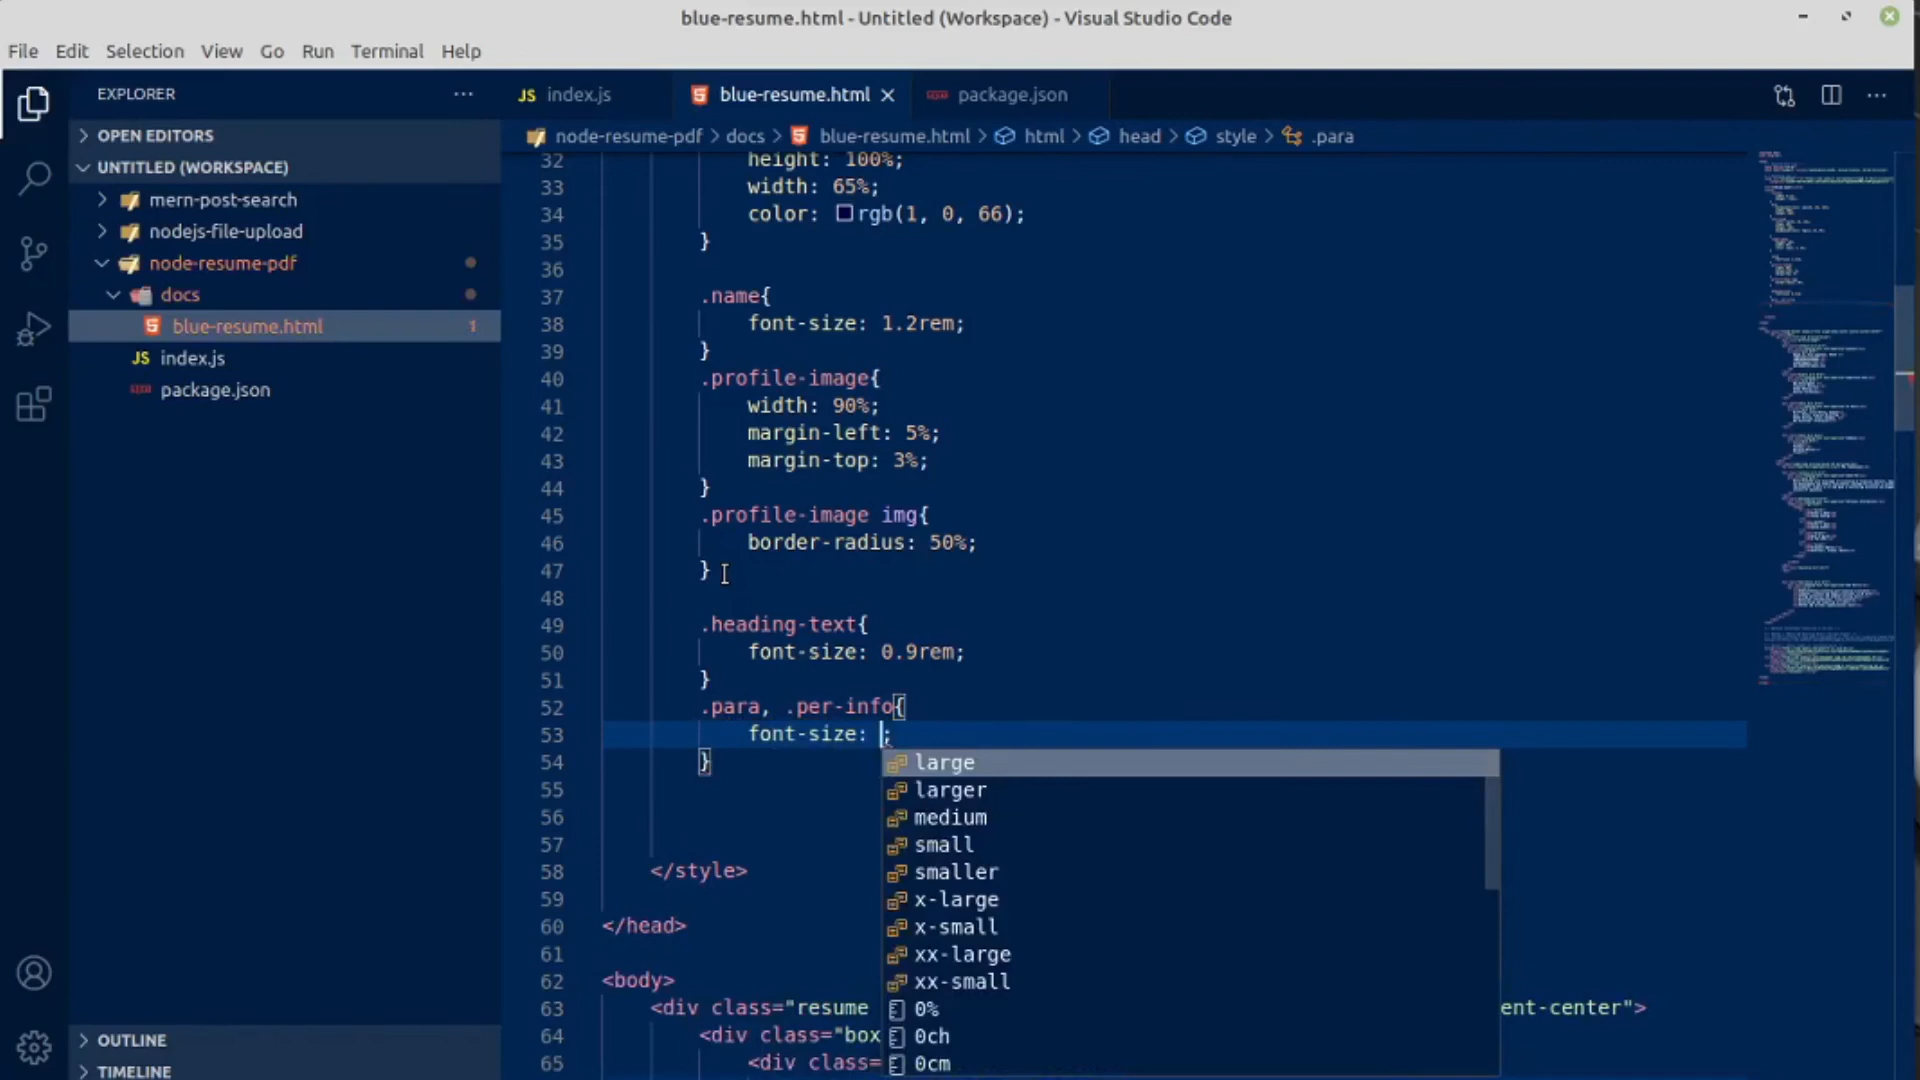 blue-resume.html - Untitled (Workspace) - Visual Studio Code
File Edit Selection View Go Run Terminal Help
EXPLORER
JS index.js
blue-resume.html
package.json
OPEN EDITORS
node-resume-pdf > docs > blue-resume.html > html > head > style > .para
UNTITLED (WORKSPACE)
mern-post-search
nodejs-file-upload
node-resume-pdf
docs
blue-resume.html 1
JS index.js
package.json
OUTLINE
TIMELINE
32 height: 100%;
33 width: 65%;
34 color: rgb(1, 0, 66);
35 }
36
37 .name{
38 font-size: 1.2rem;
39 }
40 .profile-image{
41 width: 90%;
42 margin-left: 5%;
43 margin-top: 3%;
44 }
45 .profile-image img{
46 border-radius: 50%;
47 }
48
49 .heading-text{
50 font-size: 0.9rem;
51 }
52 .para, .per-info{
53 font-size: ;
54 }
55
56
57
58 </style>
59
60 </head>
61
62 <body>
63 <div class="resume ent-center">
64 <div class="box
65 <div class=
large
larger
medium
small
smaller
x-large
x-small
xx-large
xx-small
0%
0ch
0cm